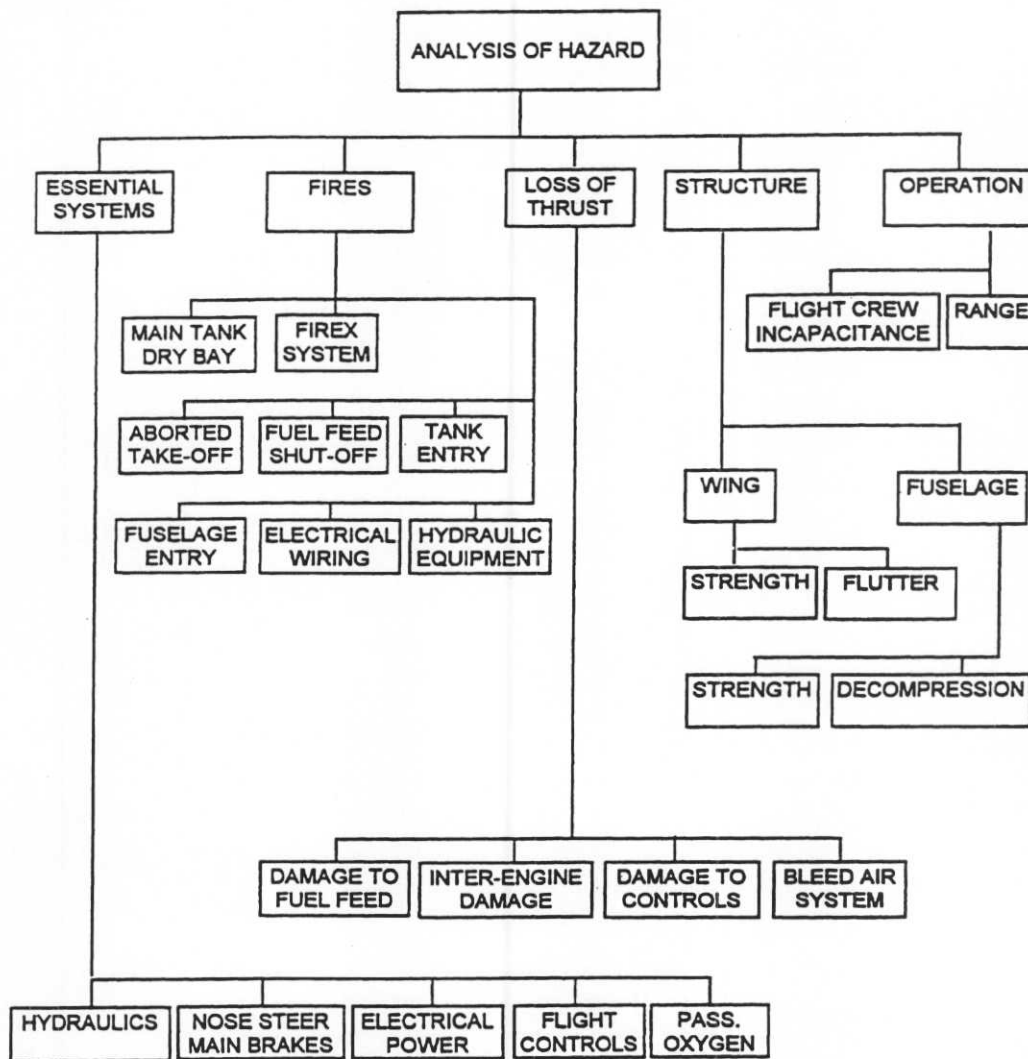 ANALYSIS OF HAZARD
ESSENTIAL
SYSTEMS
FIRES
LOSS OF
THRUST
STRUCTURE
OPERATION
FLIGHT CREW
INCAPACITANCE
RANGE
MAIN TANK
DRY BAY
FIREX
SYSTEM
ABORTED
TAKE-OFF
FUEL FEED
SHUT-OFF
TANK
ENTRY
WING
FUSELAGE
FUSELAGE
ENTRY
ELECTRICAL
WIRING
HYDRAULIC
EQUIPMENT
STRENGTH
FLUTTER
STRENGTH
DECOMPRESSION
DAMAGE TO
FUEL FEED
INTER-ENGINE
DAMAGE
DAMAGE TO
CONTROLS
BLEED AIR
SYSTEM
HYDRAULICS
NOSE STEER
MAIN BRAKES
ELECTRICAL
POWER
FLIGHT
CONTROLS
PASS.
OXYGEN